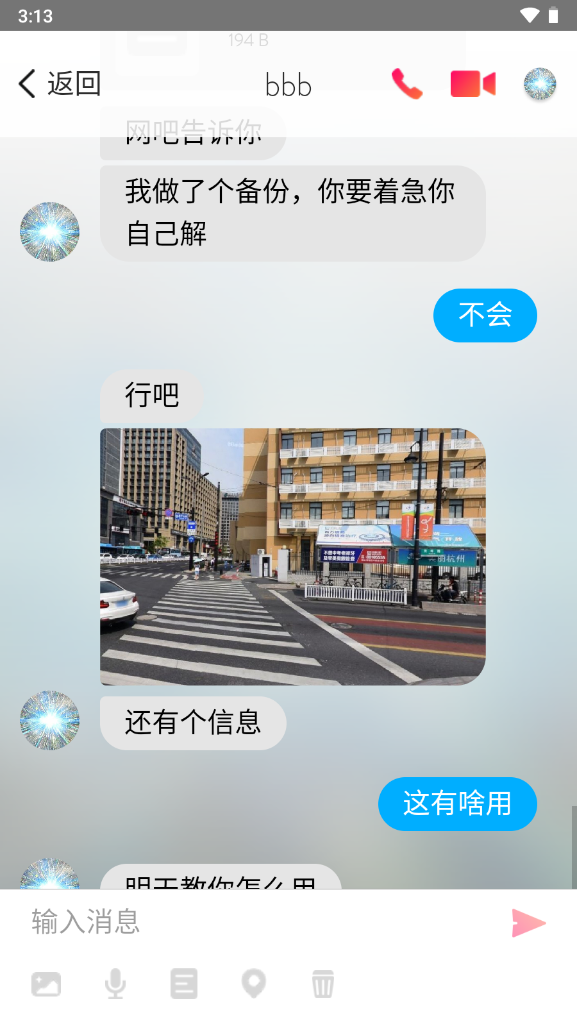 3:13
194 B
返回
bbb
网吧告诉你
我做了个备份，你要着急你
自己解
不会
行吧
还有个信息
这有啥用
明天教你怎么用
输入消息